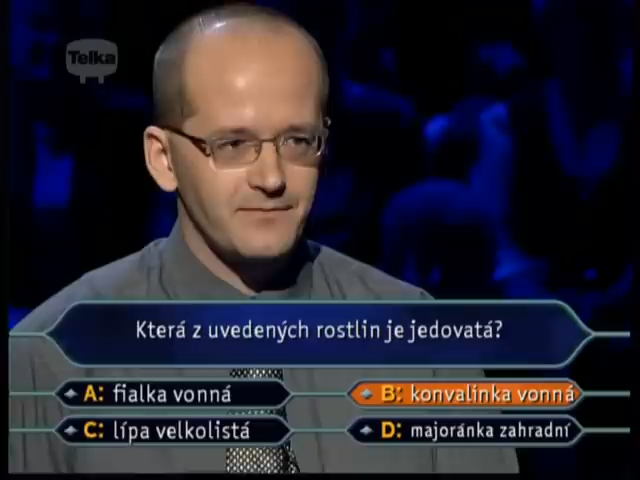 Telka
Která z uvedených rostlin je jedovatá?
A: fialka vonná
B: konvalinka vonná
C: lípa velkolistá
D: majoránka zahradní